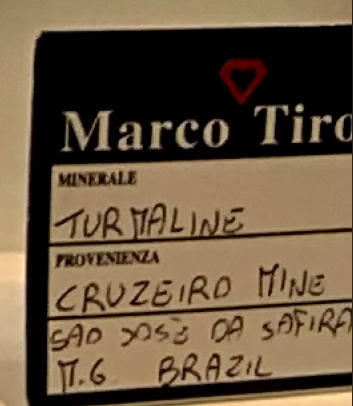 Marco Tiro
MINERALE
TURMALINE
PROVENIENZA
CRUZEIRO MINE
SAO JOSÈ DA SAFIRA
M.G BRAZIL